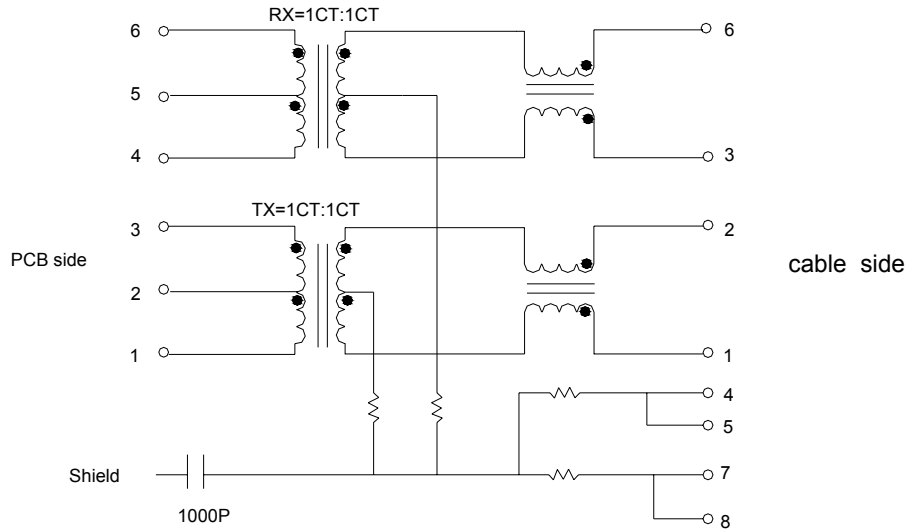 RX=1CT:1CT
6
6
5
4
3
TX=1CT:1CT
3
2
PCB side
cable side
2
1
1
4
5
Shield
7
1000P
8